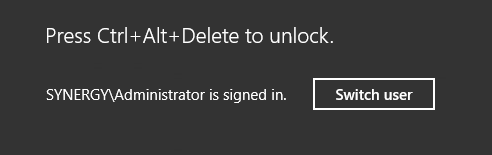 Press Ctrl+Alt+Delete to unlock.
SYNERGY\Administrator is signed in.
Switch user